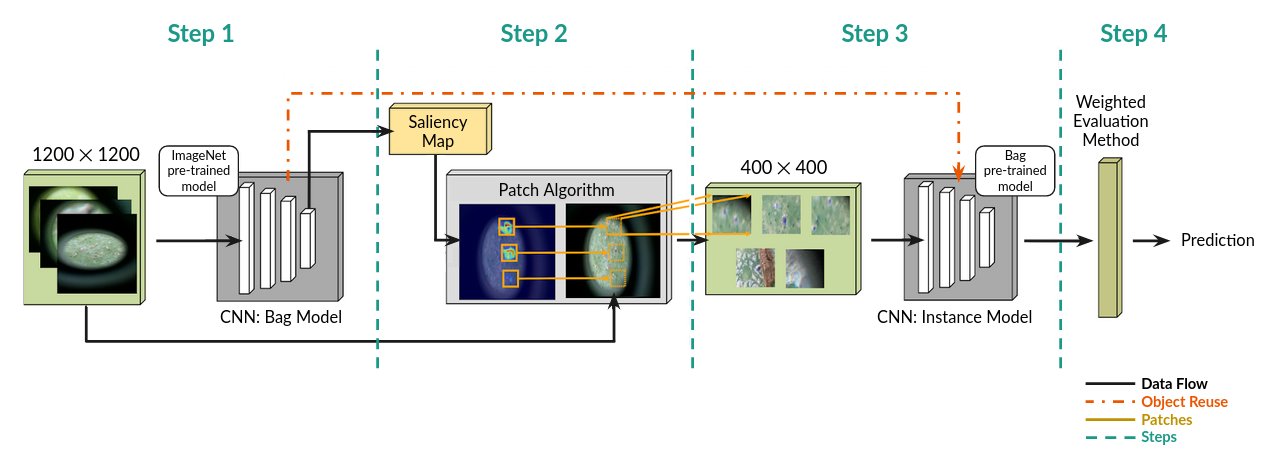 Step 1
Step 2
Step 3
Step 4
1200 × 1200
ImageNet
pre-trained
model
CNN: Bag Model
Saliency
Map
Patch Algorithm
400 × 400
Bag
pre-trained
model
CNN: Instance Model
Weighted
Evaluation
Method
Prediction
Data Flow
Object Reuse
Patches
Steps